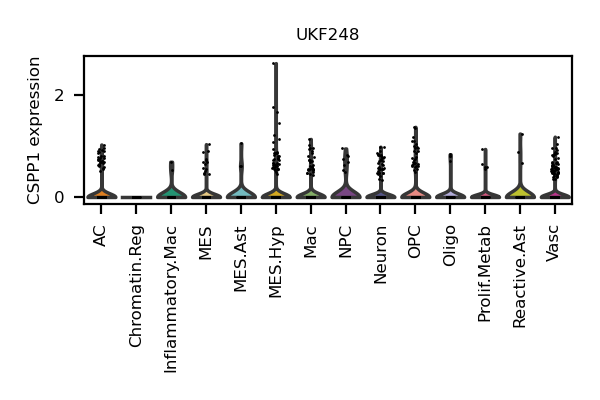 UKF248
CSPP1 expression
2
0
AC
Chromatin.Reg
Inflammatory.Mac
MES
MES.Ast
MES.Hyp
Mac
NPC
Neuron
OPC
Oligo
Prolif.Metab
Reactive.Ast
Vasc